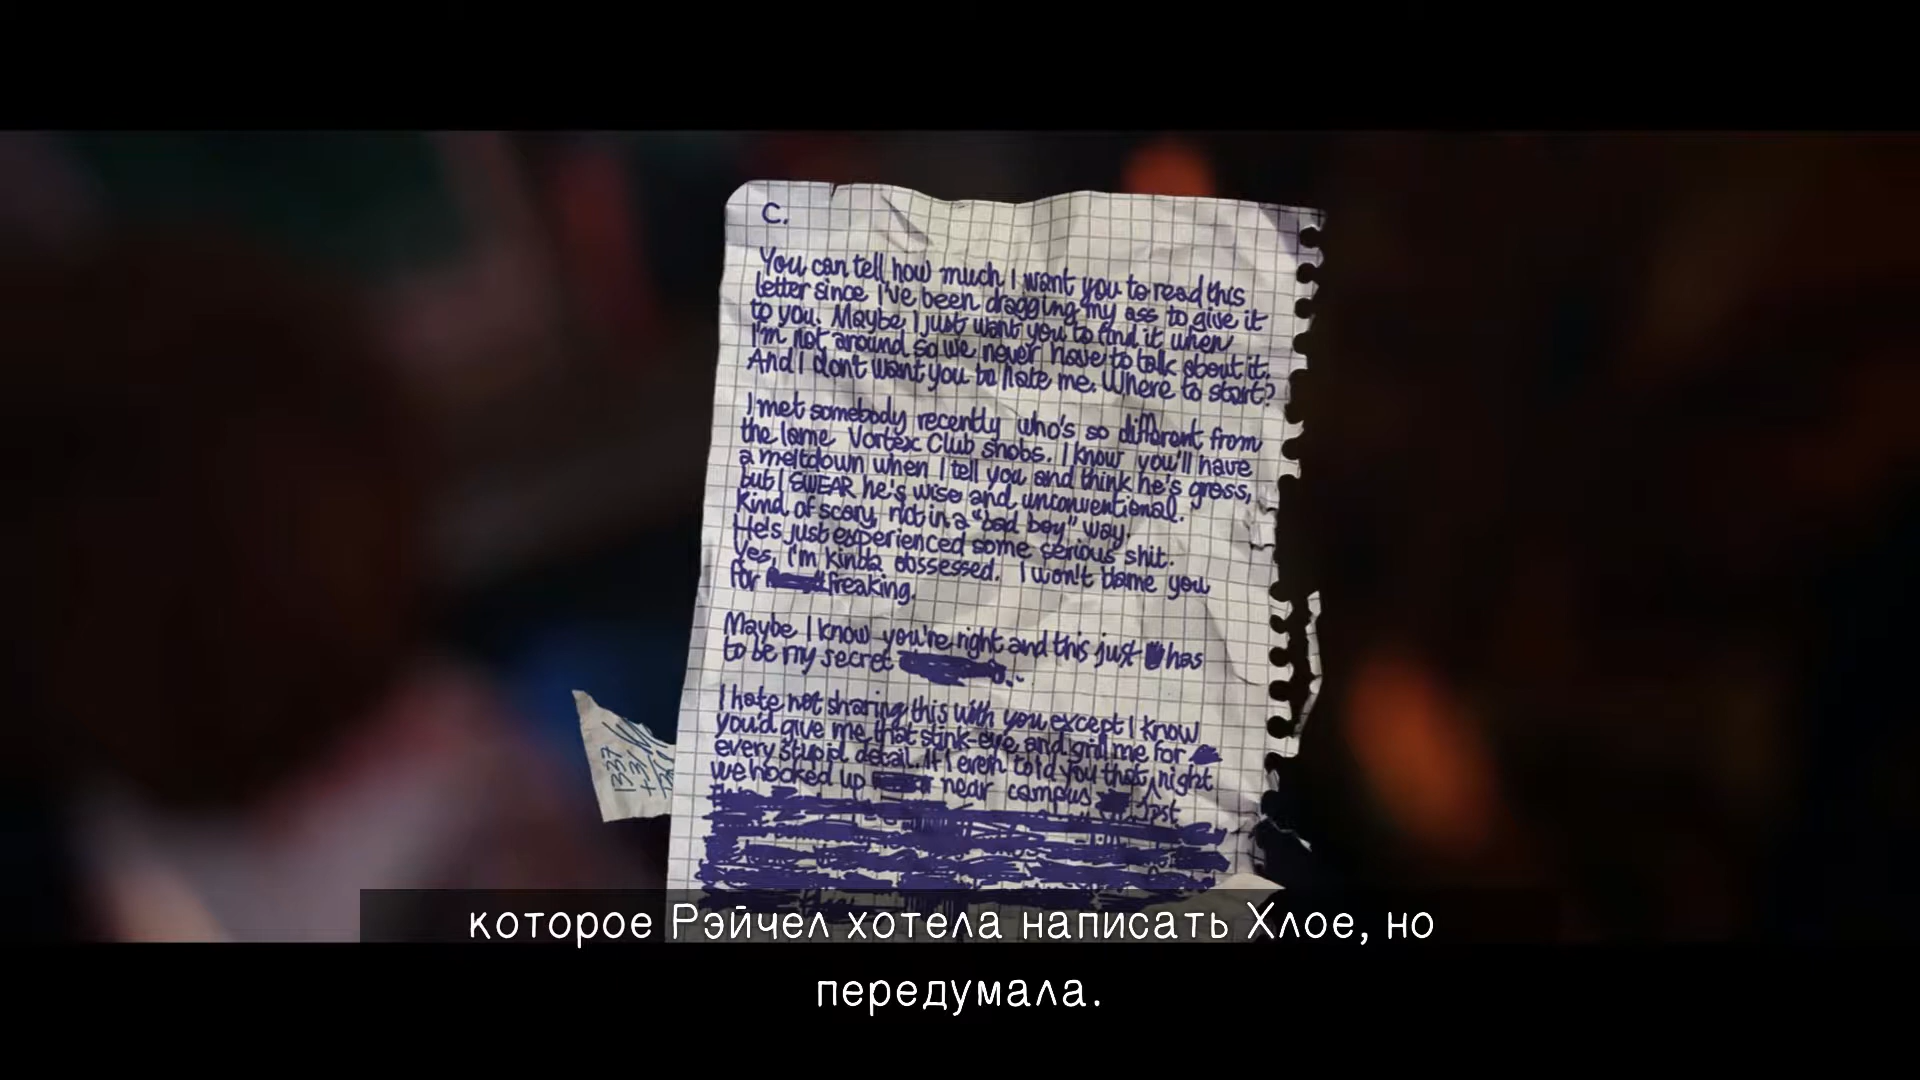 C.
You can tell how much I want you to read this
letter since I've been dragging my ass to give it
to you. Maybe I just want you to find it when
I'm not around so we never have to talk about it.
And I dont want you to hate me. Where to start?
I met somebody recently who's so different from
the lame Vortex Club snobs. I know you'll have
a meltdown when I tell you and think he's gross,
but I SWEAR he's wise and unconventional.
Kind of scary, not in a "bad boy" way.
He's just experienced some serious shit.
Yes, I'm kinda obssessed. I won't blame you
for freaking.
Maybe I know you're right and this just has
to be my secret
I hate not sharing this with you except I know
you'd give me that stink-eye and grill me for
every stupid detail. If I even told you that night
we hooked up near campus
1337
которое Рэйчел хотела написать Хлое, но
передумала.